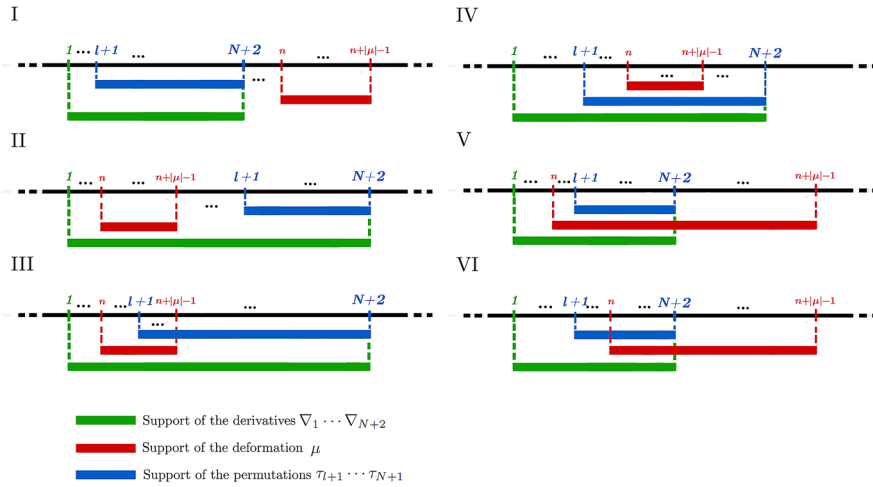 I
1 ... l+1 ... N+2 ... n ... n+|μ|−1
II
1 ... n ... n+|μ|−1 ... l+1 ... N+2
III
1 ... n ... l+1 ... n+|μ|−1 ... N+2
IV
1 ... l+1 ... n ... n+|μ|−1 ... N+2
V
1 ... n ... l+1 ... N+2 ... n+|μ|−1
VI
1 ... l+1 ... n ... N+2 ... n+|μ|−1
Support of the derivatives ∇₁ ⋯ ∇_{N+2}
Support of the deformation μ
Support of the permutations τ_{l+1} ⋯ τ_{N+1}